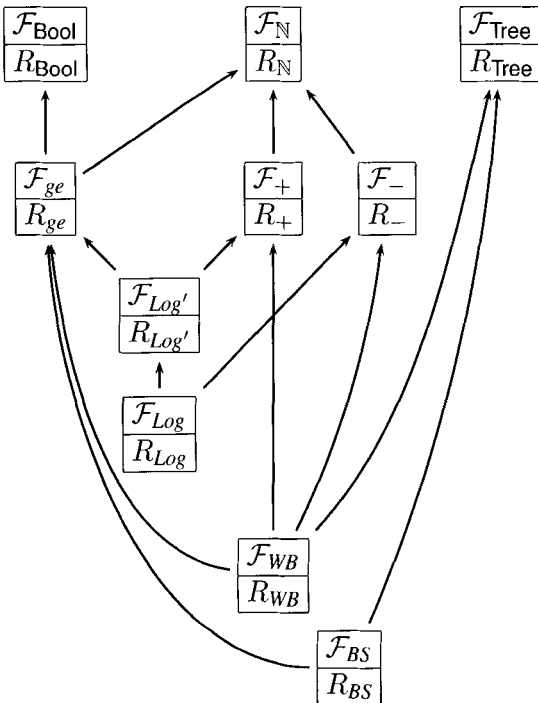 ℱ_Bool ℱ_ℕ ℱ_Tree
R_Bool R_ℕ R_Tree
ℱ_ge ℱ_+ ℱ_−
R_ge R_+ R_−
ℱ_Log'
R_Log'
ℱ_Log
R_Log
ℱ_WB
R_WB
ℱ_BS
R_BS